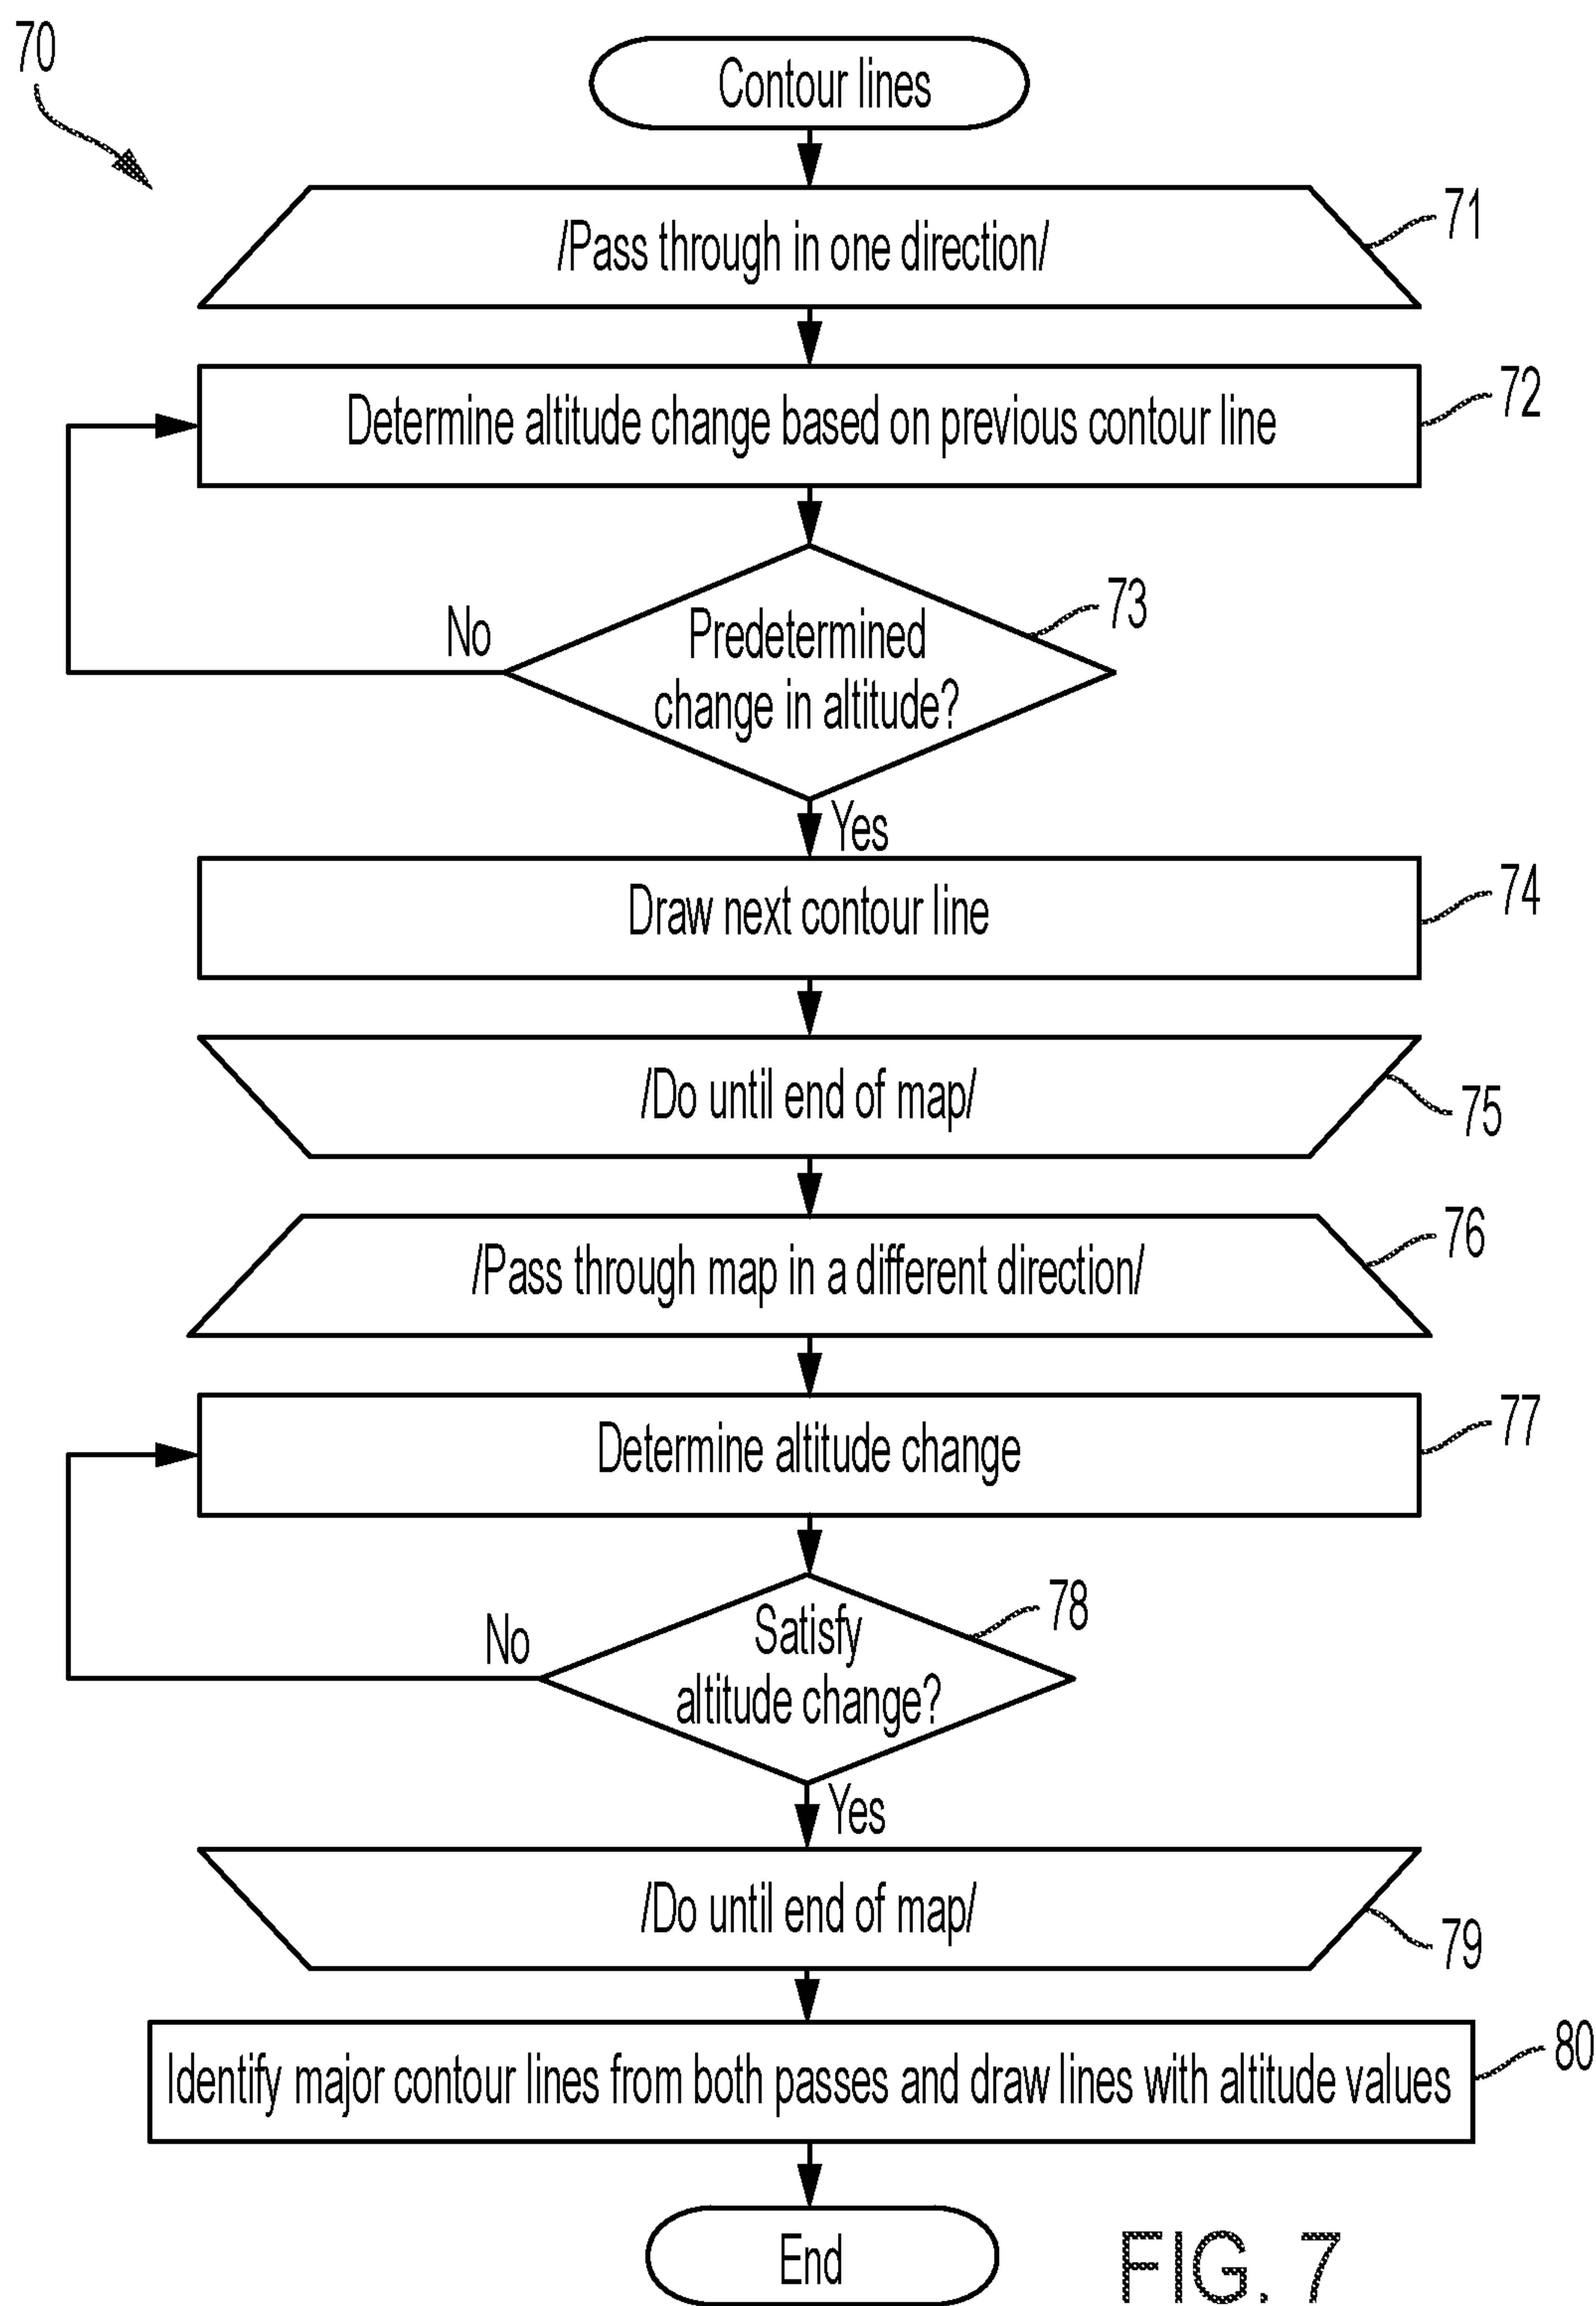 70
Contour lines
/Pass through in one direction/
71
Determine altitude change based on previous contour line
72
Predetermined
change in altitude?
73
No
Yes
Draw next contour line
74
/Do until end of map/
75
/Pass through map in a different direction/
76
Determine altitude change
77
Satisfy
altitude change?
78
No
Yes
/Do until end of map/
79
Identify major contour lines from both passes and draw lines with altitude values
80
End
FIG. 7